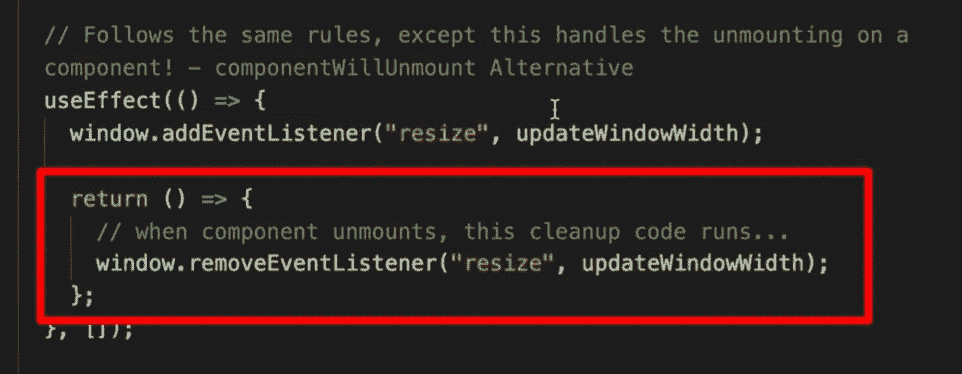 // Follows the same rules, except this handles the unmounting on a
component! – componentWillUnmount Alternative
useEffect(() => {
window.addEventListener("resize", updateWindowWidth);
return () => {
// when component unmounts, this cleanup code runs...
window.removeEventListener("resize", updateWindowWidth);
};
}, []);